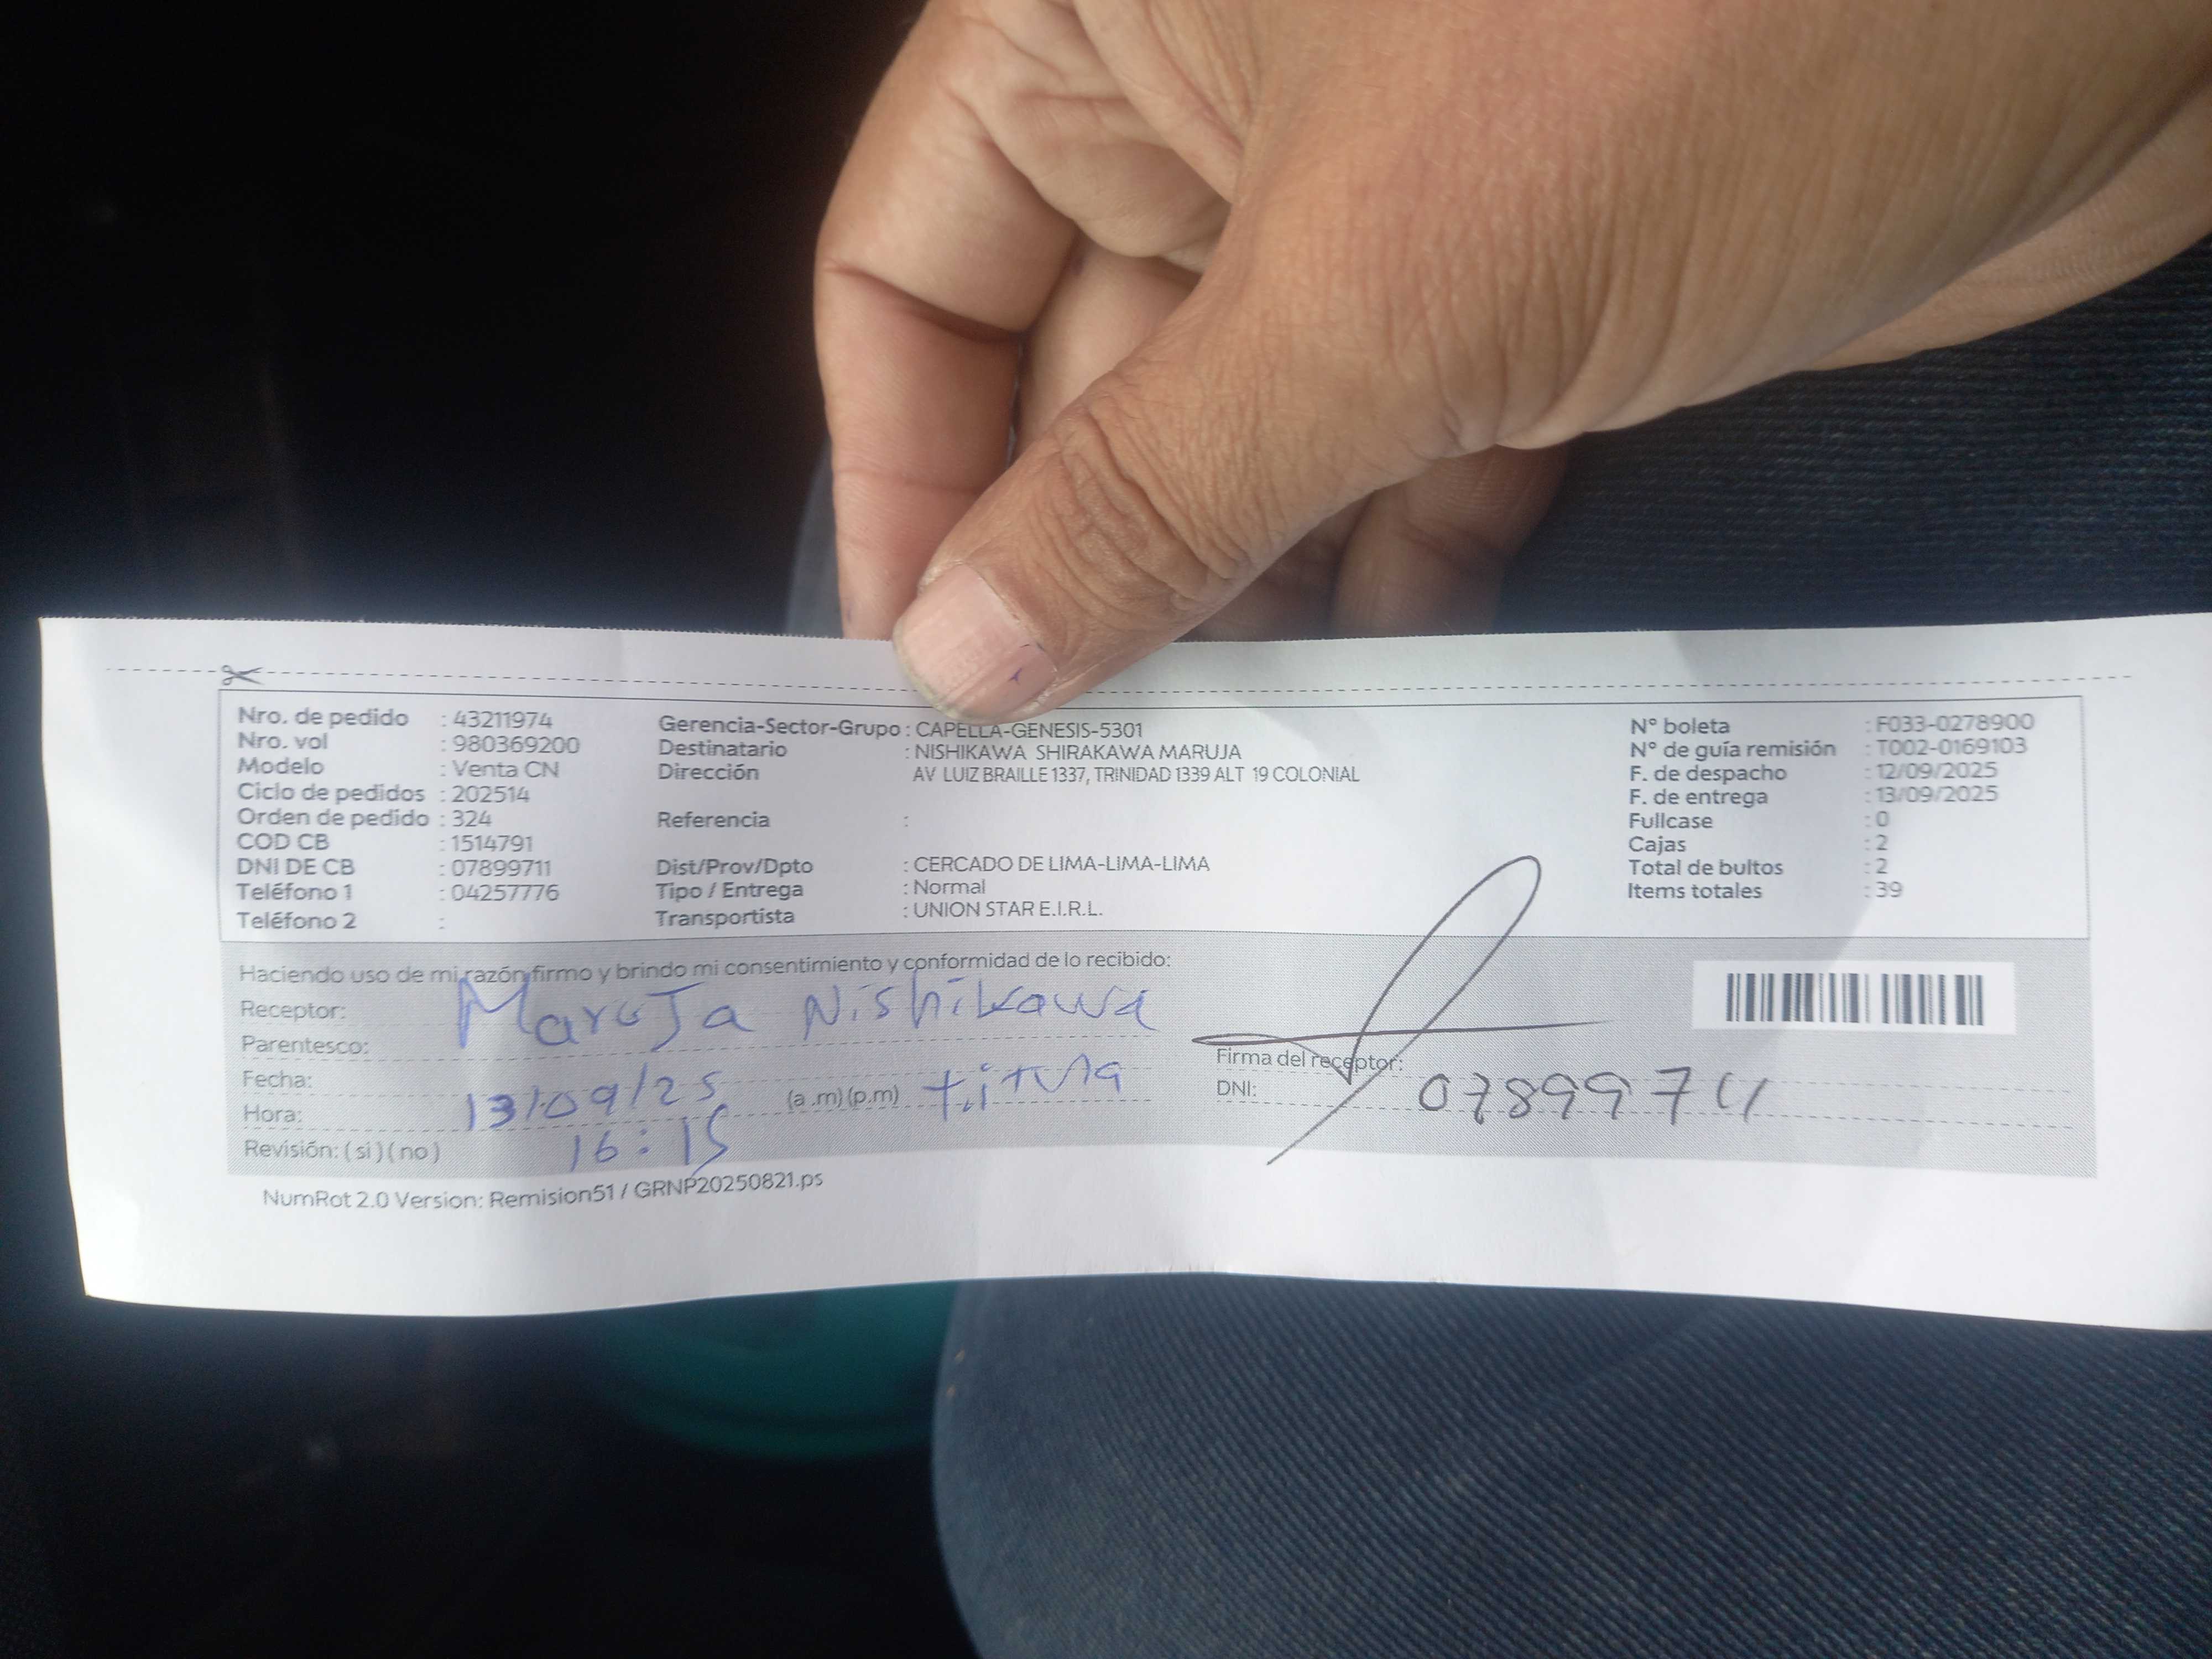 Nro. de pedido : 43211974
Nro. vol : 980369200
Modelo : Venta CN
Ciclo de pedidos : 202514
Orden de pedido : 324
COD CB : 1514791
DNI DE CB : 07899711
Teléfono 1 : 04257776
Teléfono 2 :
Gerencia-Sector-Grupo : CAPELLA-GENESIS-5301
Destinatario : NISHIKAWA SHIRAKAWA MARUJA
Dirección AV LUIZ BRAILLE 1337, TRINIDAD 1339 ALT 19 COLONIAL
Referencia :
Dist/Prov/Dpto : CERCADO DE LIMA-LIMA-LIMA
Tipo / Entrega : Normal
Transportista : UNION STAR E.I.R.L.
N° boleta : F033-0278900
N° de guía remisión : T002-0169103
F. de despacho : 12/09/2025
F. de entrega : 13/09/2025
Fullcase : 0
Cajas : 2
Total de bultos : 2
Items totales : 39
Haciendo uso de mi razón firmo y brindo mi consentimiento y conformidad de lo recibido:
Receptor: Maruja Nishikawa
Parentesco:
Fecha: 13/09/25 (a .m) (p.m) titula
Hora: 16:15
Revisión: ( si ) ( no )
Firma del receptor:
DNI: 07899711
NumRot 2.0 Version: Remision51 / GRNP20250821.ps